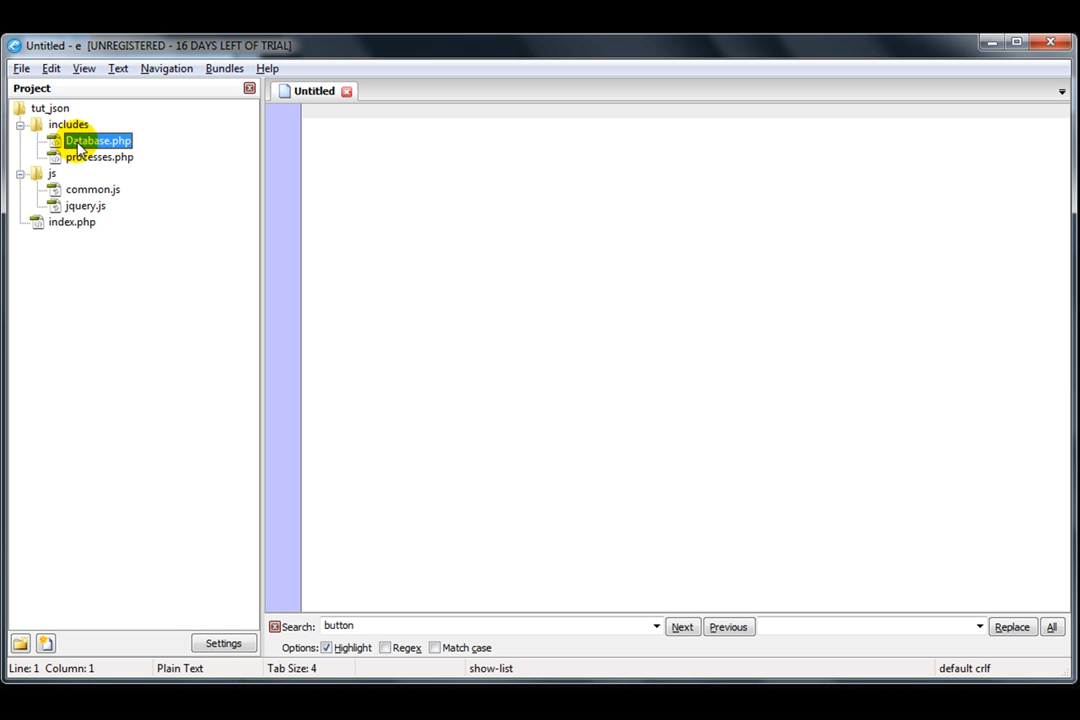 Untitled - e [UNREGISTERED - 16 DAYS LEFT OF TRIAL]
File Edit View Text Navigation Bundles Help
Project
Untitled
tut_json
includes
Database.php
processes.php
js
common.js
jquery.js
index.php
Search: button Next Previous Replace All
Options: Highlight Regex Match case
Settings
Line: 1 Column: 1 Plain Text Tab Size: 4 show-list default crlf